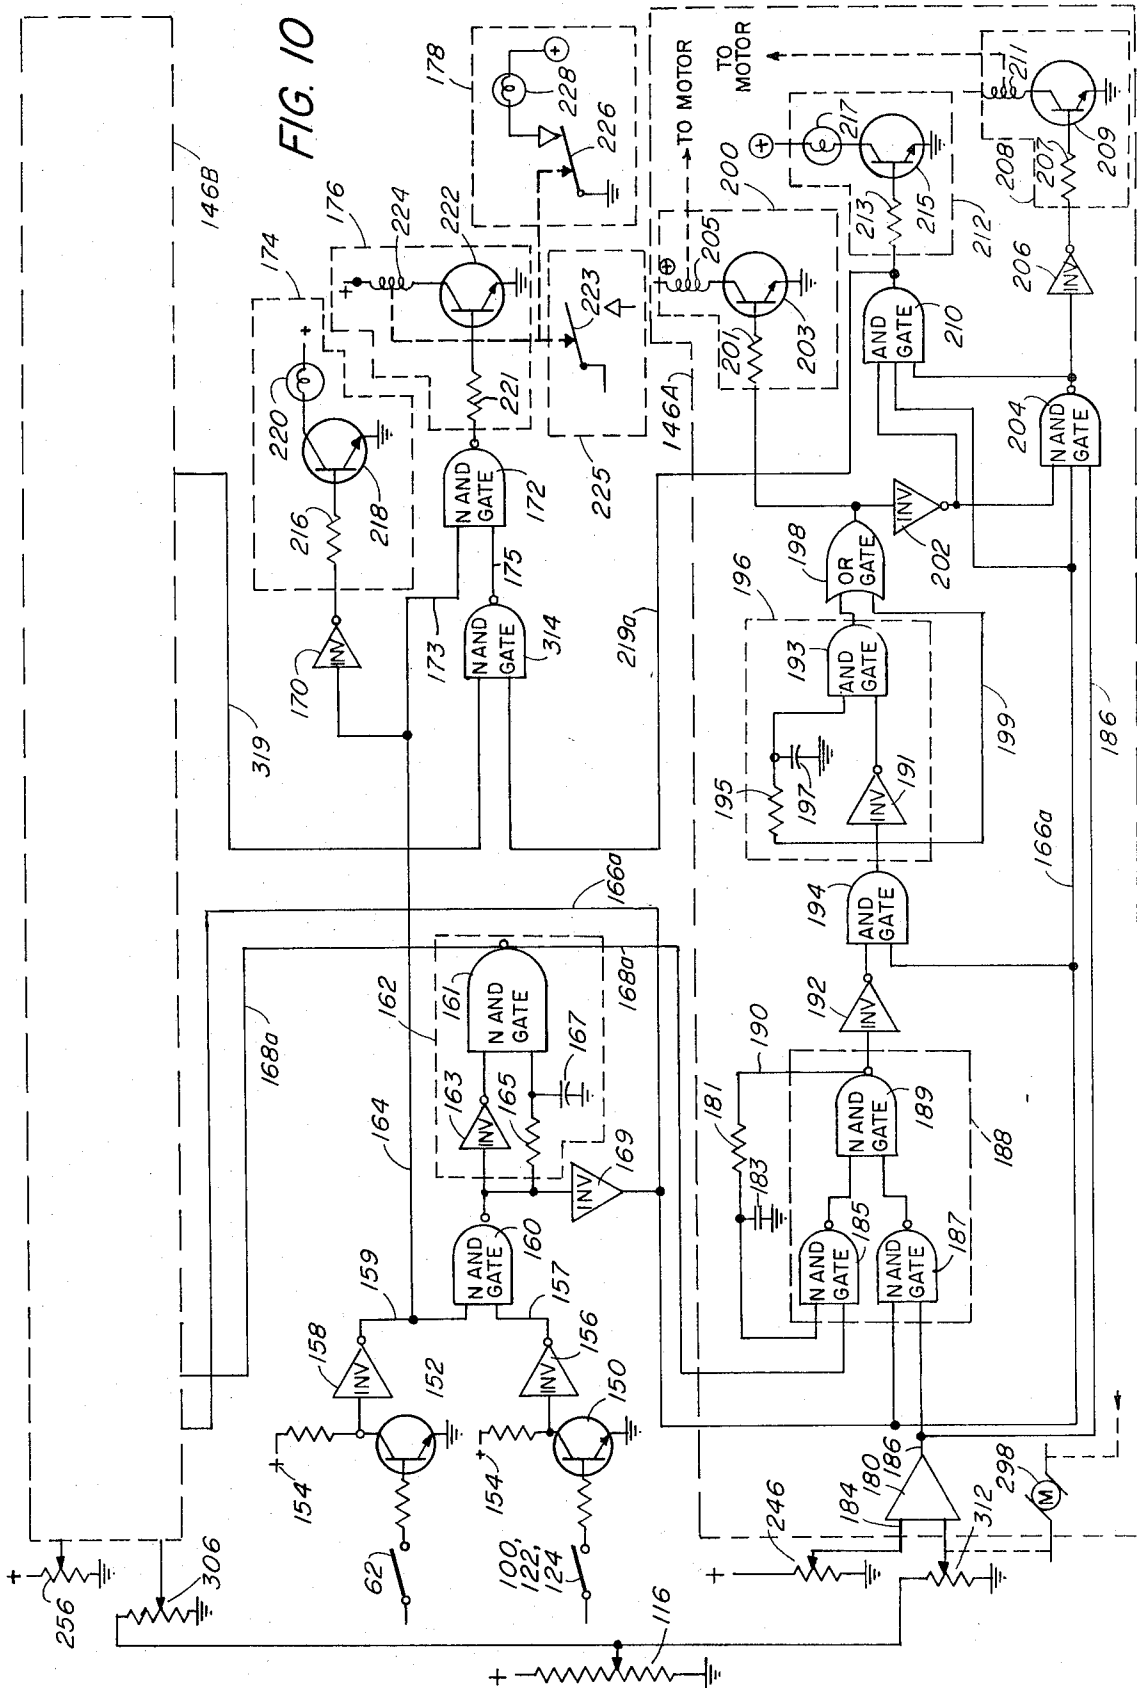 FIG. 10
146B
178
228
226
174
176
224
222
220
218
216
221
223
225
170
INV
173
NAND GATE
172
175
NAND GATE
314
319
219a
146A
TO MOTOR
TO MOTOR
200
205
201
203
217
213
215
212
211
207
208
209
206
INV
AND GATE
210
204
NAND GATE
198
OR GATE
INV
202
196
193
AND GATE
195
197
INV
191
199
186
166a
194
AND GATE
192
INV
190
181
183
NAND GATE
189
188
NAND GATE
185
NAND GATE
187
168a
166a
168a
164
162
161
NAND GATE
163
INV
165
167
INV
169
NAND GATE
160
159
157
158
INV
152
INV
156
150
154
154
62
100, 122, 124
256
306
116
246
184
180
186
298
M
312